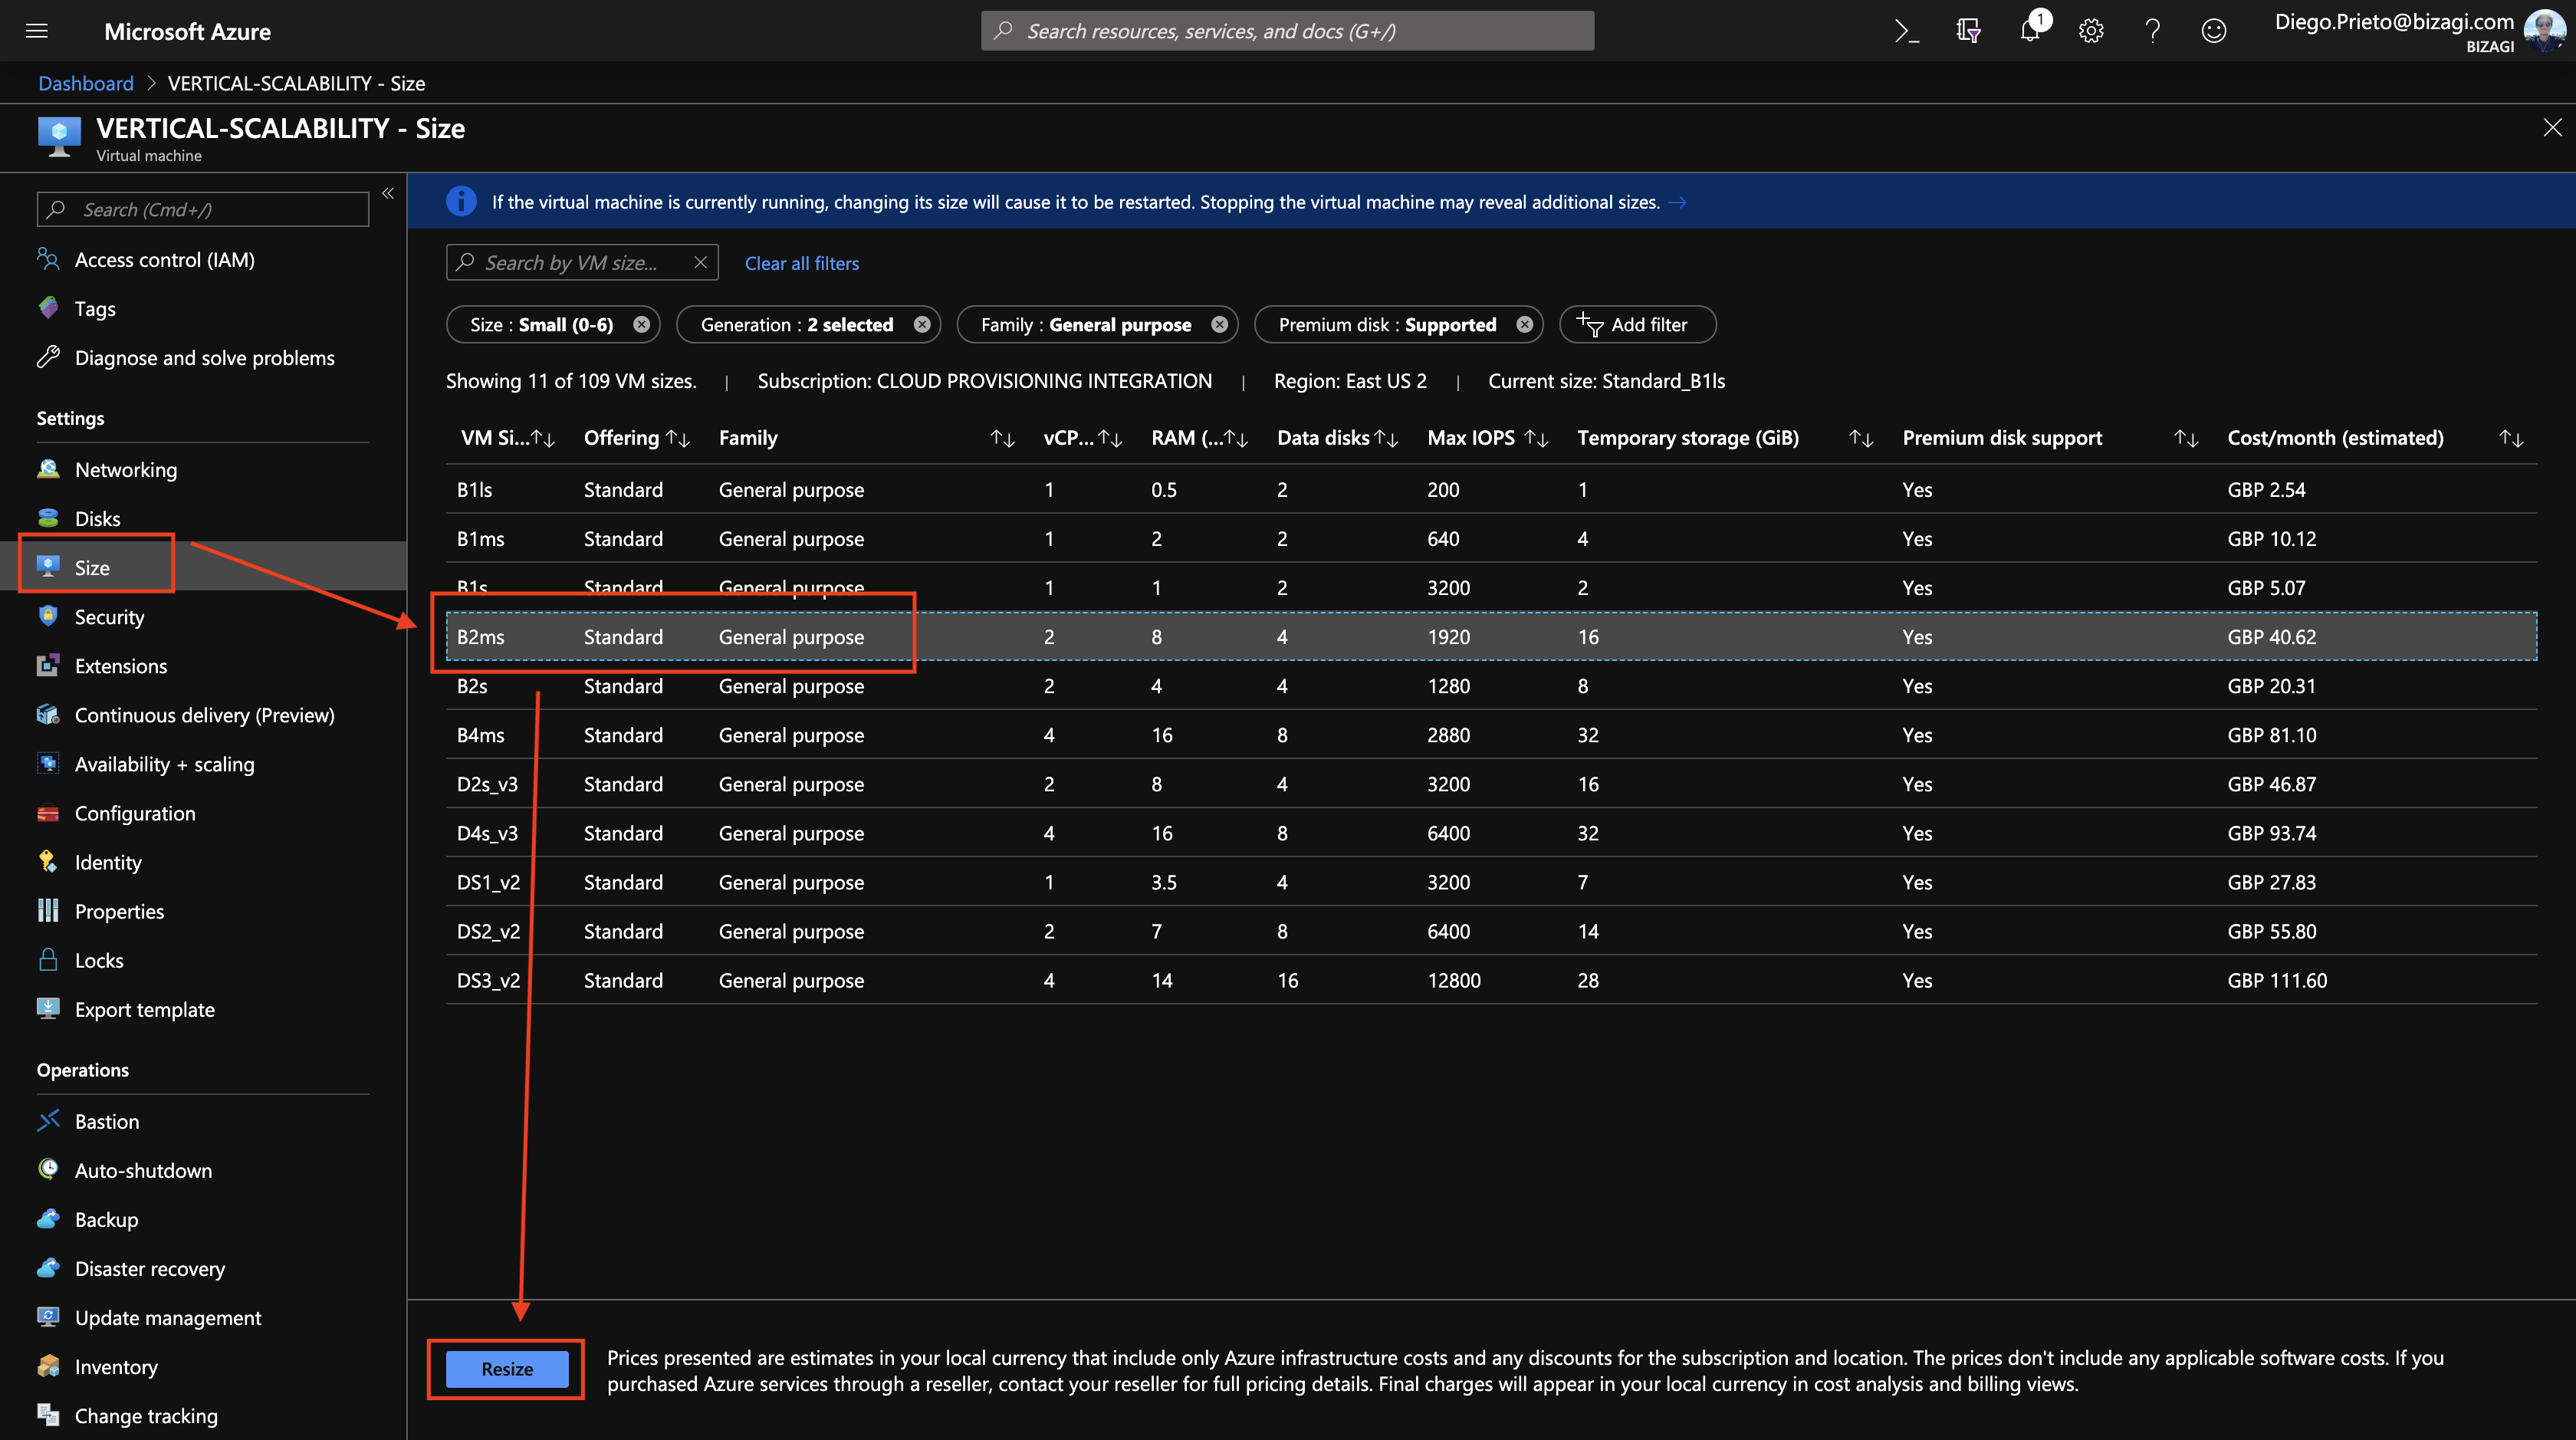 Microsoft Azure
Search resources, services, and docs (G+/)
1
Diego.Prieto@bizagi.com
BIZAGI
Dashboard > VERTICAL-SCALABILITY - Size
VERTICAL-SCALABILITY - Size
Virtual machine
Search (Cmd+/)
Access control (IAM)
Tags
Diagnose and solve problems
Settings
Networking
Disks
Size
Security
Extensions
Continuous delivery (Preview)
Availability + scaling
Configuration
Identity
Properties
Locks
Export template
Operations
Bastion
Auto-shutdown
Backup
Disaster recovery
Update management
Inventory
Change tracking
If the virtual machine is currently running, changing its size will cause it to be restarted. Stopping the virtual machine may reveal additional sizes. →
Search by VM size... Clear all filters
Size : Small (0-6) Generation : 2 selected Family : General purpose Premium disk : Supported Add filter
Showing 11 of 109 VM sizes. | Subscription: CLOUD PROVISIONING INTEGRATION | Region: East US 2 | Current size: Standard_B1ls
VM Si...↑↓ Offering ↑↓ Family ↑↓ vCP...↑↓ RAM (...↑↓ Data disks↑↓ Max IOPS ↑↓ Temporary storage (GiB) ↑↓ Premium disk support ↑↓ Cost/month (estimated) ↑↓
B1ls Standard General purpose 1 0.5 2 200 1 Yes GBP 2.54
B1ms Standard General purpose 1 2 2 640 4 Yes GBP 10.12
B1s Standard General purpose 1 1 2 3200 2 Yes GBP 5.07
B2ms Standard General purpose 2 8 4 1920 16 Yes GBP 40.62
B2s Standard General purpose 2 4 4 1280 8 Yes GBP 20.31
B4ms Standard General purpose 4 16 8 2880 32 Yes GBP 81.10
D2s_v3 Standard General purpose 2 8 4 3200 16 Yes GBP 46.87
D4s_v3 Standard General purpose 4 16 8 6400 32 Yes GBP 93.74
DS1_v2 Standard General purpose 1 3.5 4 3200 7 Yes GBP 27.83
DS2_v2 Standard General purpose 2 7 8 6400 14 Yes GBP 55.80
DS3_v2 Standard General purpose 4 14 16 12800 28 Yes GBP 111.60
Resize
Prices presented are estimates in your local currency that include only Azure infrastructure costs and any discounts for the subscription and location. The prices don't include any applicable software costs. If you
purchased Azure services through a reseller, contact your reseller for full pricing details. Final charges will appear in your local currency in cost analysis and billing views.